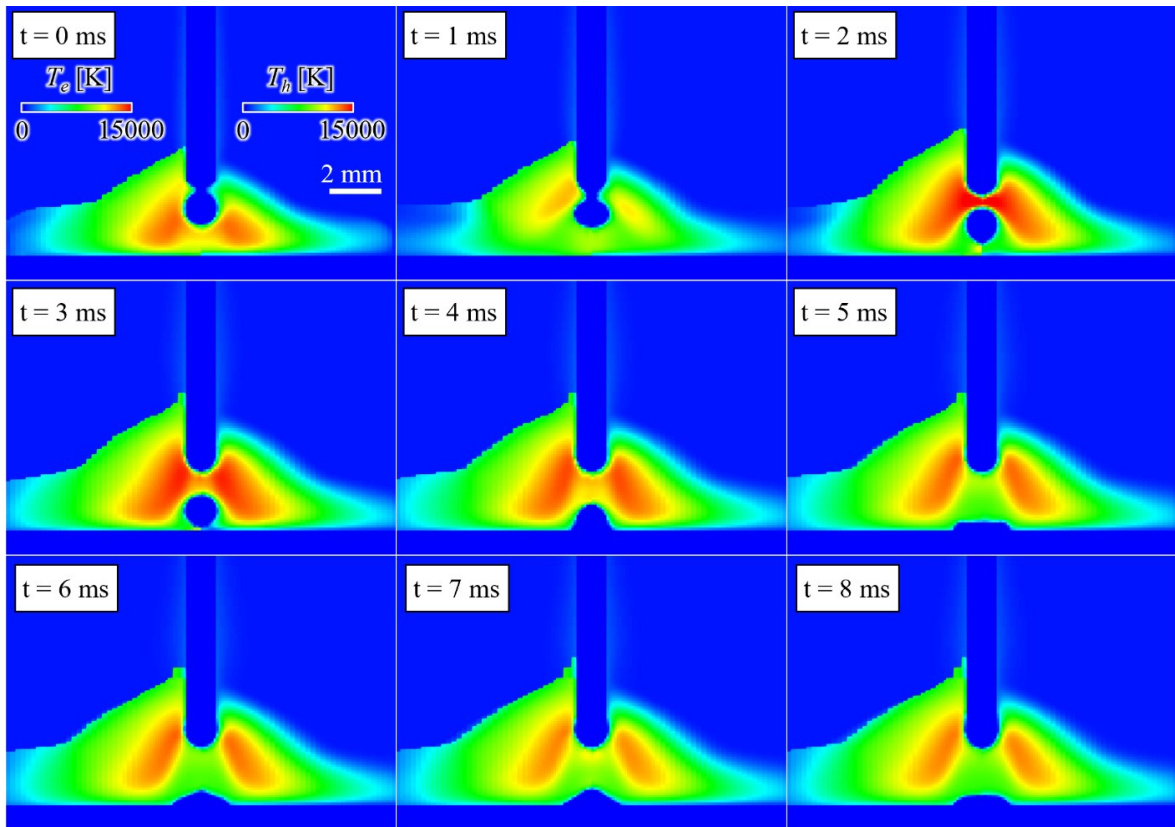 t = 0 ms
T_e [K]
0 15000
T_h [K]
0 15000
2 mm
t = 1 ms
t = 2 ms
t = 3 ms
t = 4 ms
t = 5 ms
t = 6 ms
t = 7 ms
t = 8 ms